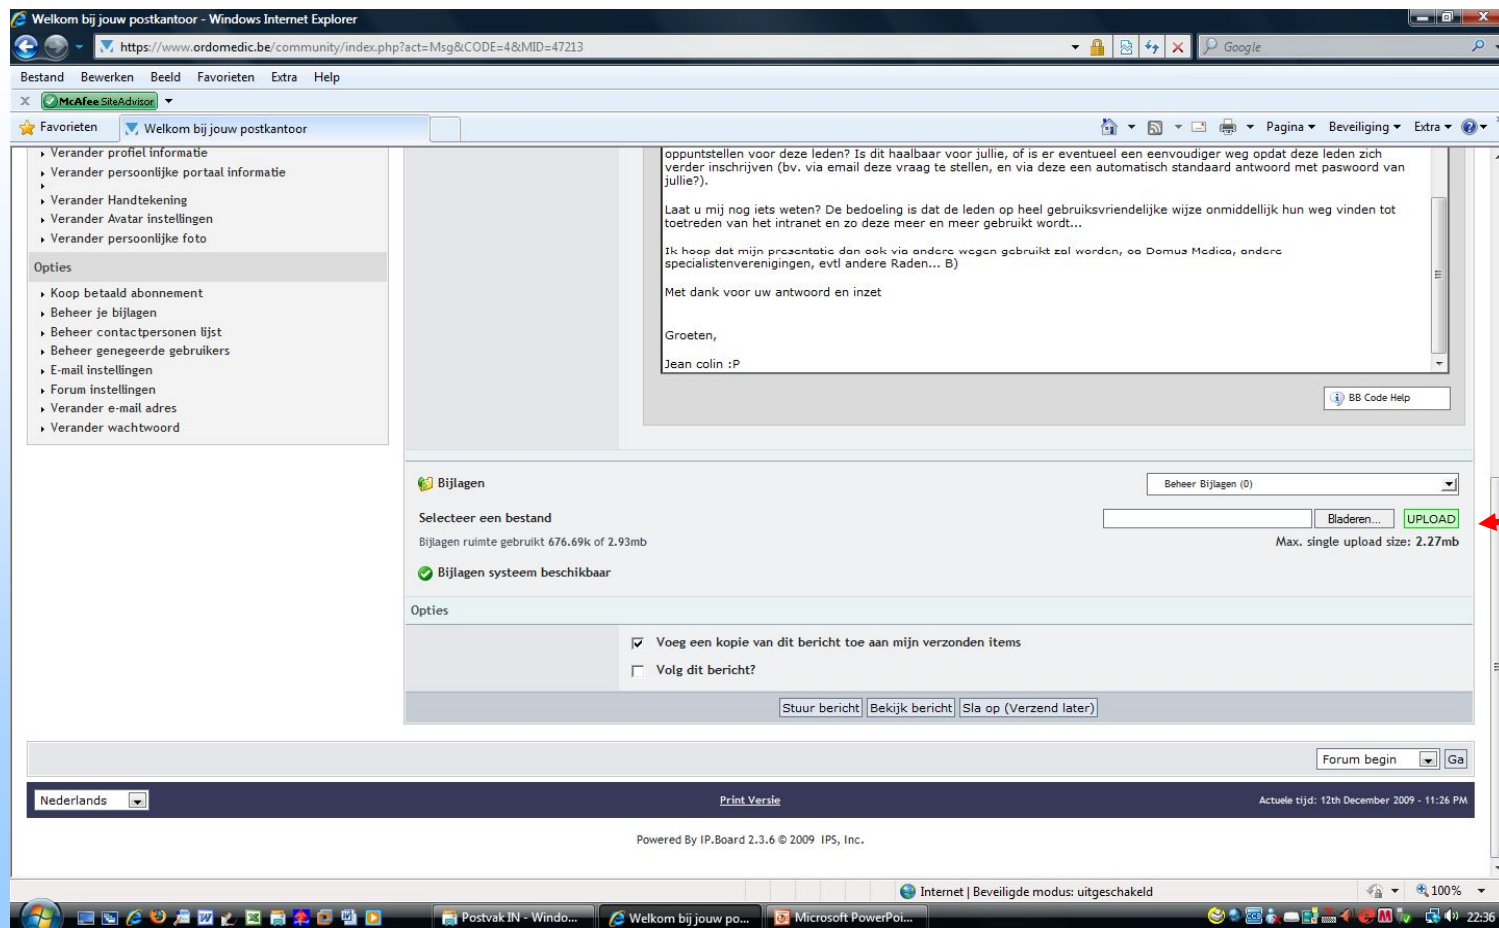 Welkom bij jouw postkantoor - Windows Internet Explorer
https://www.ordomedic.be/community/index.php?act=Msg&CODE=4&MID=47213
Google
Bestand Bewerken Beeld Favorieten Extra Help
X McAfee SiteAdvisor
Favorieten Welkom bij jouw postkantoor Pagina Beveiliging Extra
Verander profiel informatie
Verander persoonlijke portaal informatie
Verander Handtekening
Verander Avatar instellingen
Verander persoonlijke foto
Opties
Koop betaald abonnement
Beheer je bijlagen
Beheer contactpersonen lijst
Beheer genegeerde gebruikers
E-mail instellingen
Forum instellingen
Verander e-mail adres
Verander wachtwoord
oppuntstellen voor deze leden? Is dit haalbaar voor jullie, of is er eventueel een eenvoudiger weg opdat deze leden zich
verder inschrijven (bv. via email deze vraag te stellen, en via deze een automatisch standaard antwoord met paswoord van
jullie?).
Laat u mij nog iets weten? De bedoeling is dat de leden op heel gebruiksvriendelijke wijze onmiddellijk hun weg vinden tot
toetreden van het intranet en zo deze meer en meer gebruikt wordt...
Ik hoop dat mijn presentatie dan ook via andere wegen gebruikt zal worden, oa Domus Medica, andere
specialistenverenigingen, evtl andere Raden... B)
Met dank voor uw antwoord en inzet
Groeten,
Jean colin :P
BB Code Help
Bijlagen
Beheer Bijlagen (0)
Selecteer een bestand
Bladeren... UPLOAD
Bijlagen ruimte gebruikt 676.69k of 2.93mb
Max. single upload size: 2.27mb
Bijlagen systeem beschikbaar
Opties
Voeg een kopie van dit bericht toe aan mijn verzonden items
Volg dit bericht?
Stuur bericht Bekijk bericht Sla op (Verzend later)
Forum begin Ga
Nederlands
Print Versie
Actuele tijd: 12th December 2009 - 11:26 PM
Powered By IP.Board 2.3.6 © 2009 IPS, Inc.
Internet | Beveiligde modus: uitgeschakeld
100%
Postvak IN - Windo... Welkom bij jouw po... Microsoft PowerPoi...
22:36